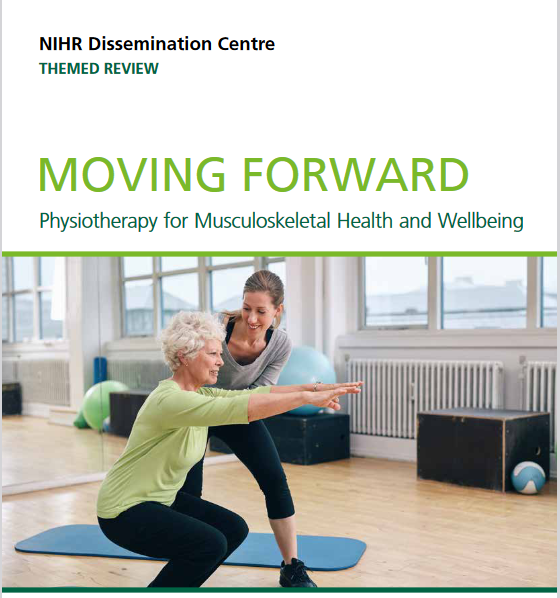 NIHR Dissemination Centre
THEMED REVIEW
MOVING FORWARD
Physiotherapy for Musculoskeletal Health and Wellbeing